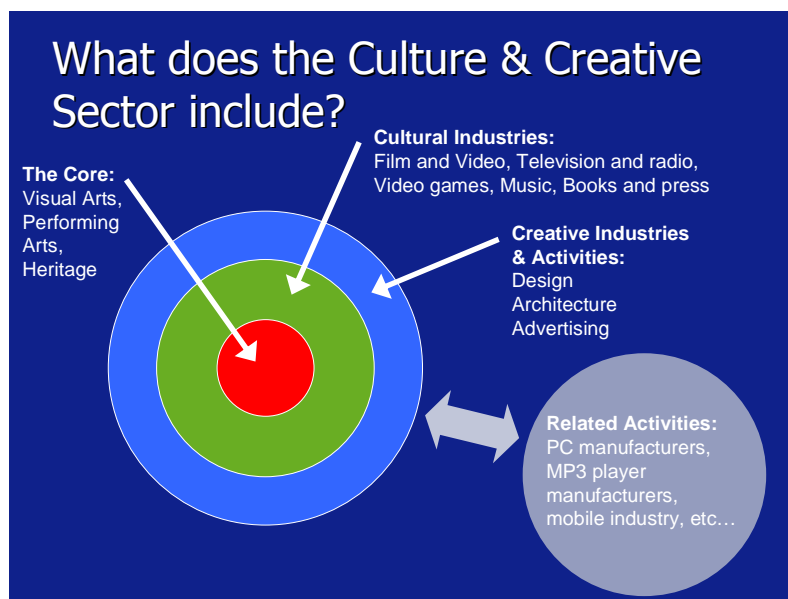 What does the Culture & Creative
Sector include?
The Core:
Visual Arts,
Performing
Arts,
Heritage
Cultural Industries:
Film and Video, Television and radio,
Video games, Music, Books and press
Creative Industries
& Activities:
Design
Architecture
Advertising
Related Activities:
PC manufacturers,
MP3 player
manufacturers,
mobile industry, etc…